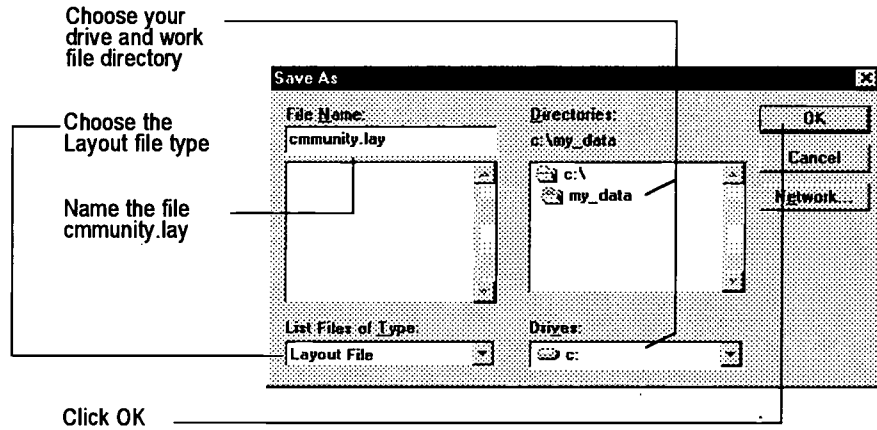 Choose your
drive and work
file directory
Choose the
Layout file type
Name the file
cmmunity.lay
Click OK
Save As
File Name:
cmmunity.lay
List Files of Type:
Layout File
Directories:
c:\my_data
c:\
my_data
Drives:
c:
OK
Cancel
Network...